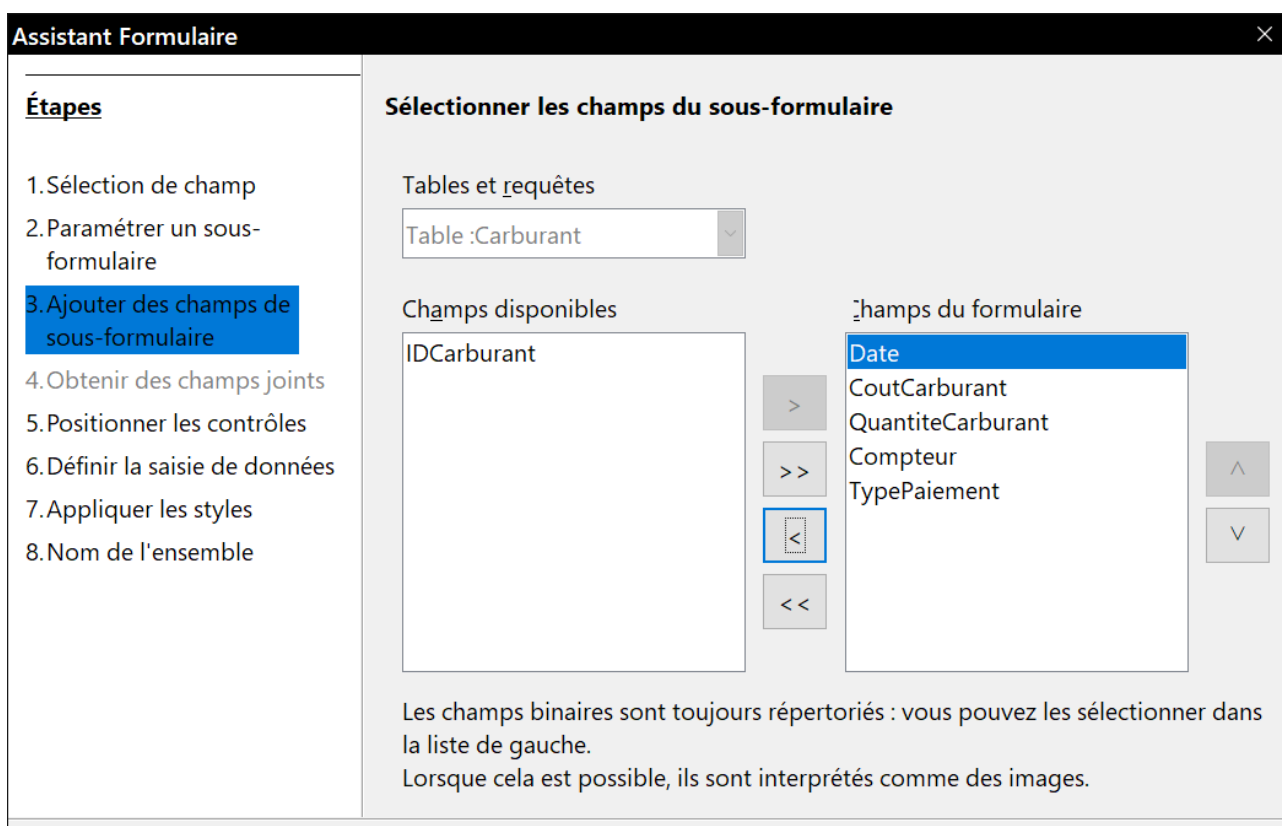 Assistant Formulaire
Étapes
1. Sélection de champ
2. Paramétrer un sous-
formulaire
3. Ajouter des champs de
sous-formulaire
4. Obtenir des champs joints
5. Positionner les contrôles
6. Définir la saisie de données
7. Appliquer les styles
8. Nom de l'ensemble
Sélectionner les champs du sous-formulaire
Tables et requêtes
Table :Carburant
Champs disponibles
IDCarburant
>
>>
<
<<
Champs du formulaire
Date
CoutCarburant
QuantiteCarburant
Compteur
TypePaiement
Les champs binaires sont toujours répertoriés : vous pouvez les sélectionner dans
la liste de gauche.
Lorsque cela est possible, ils sont interprétés comme des images.